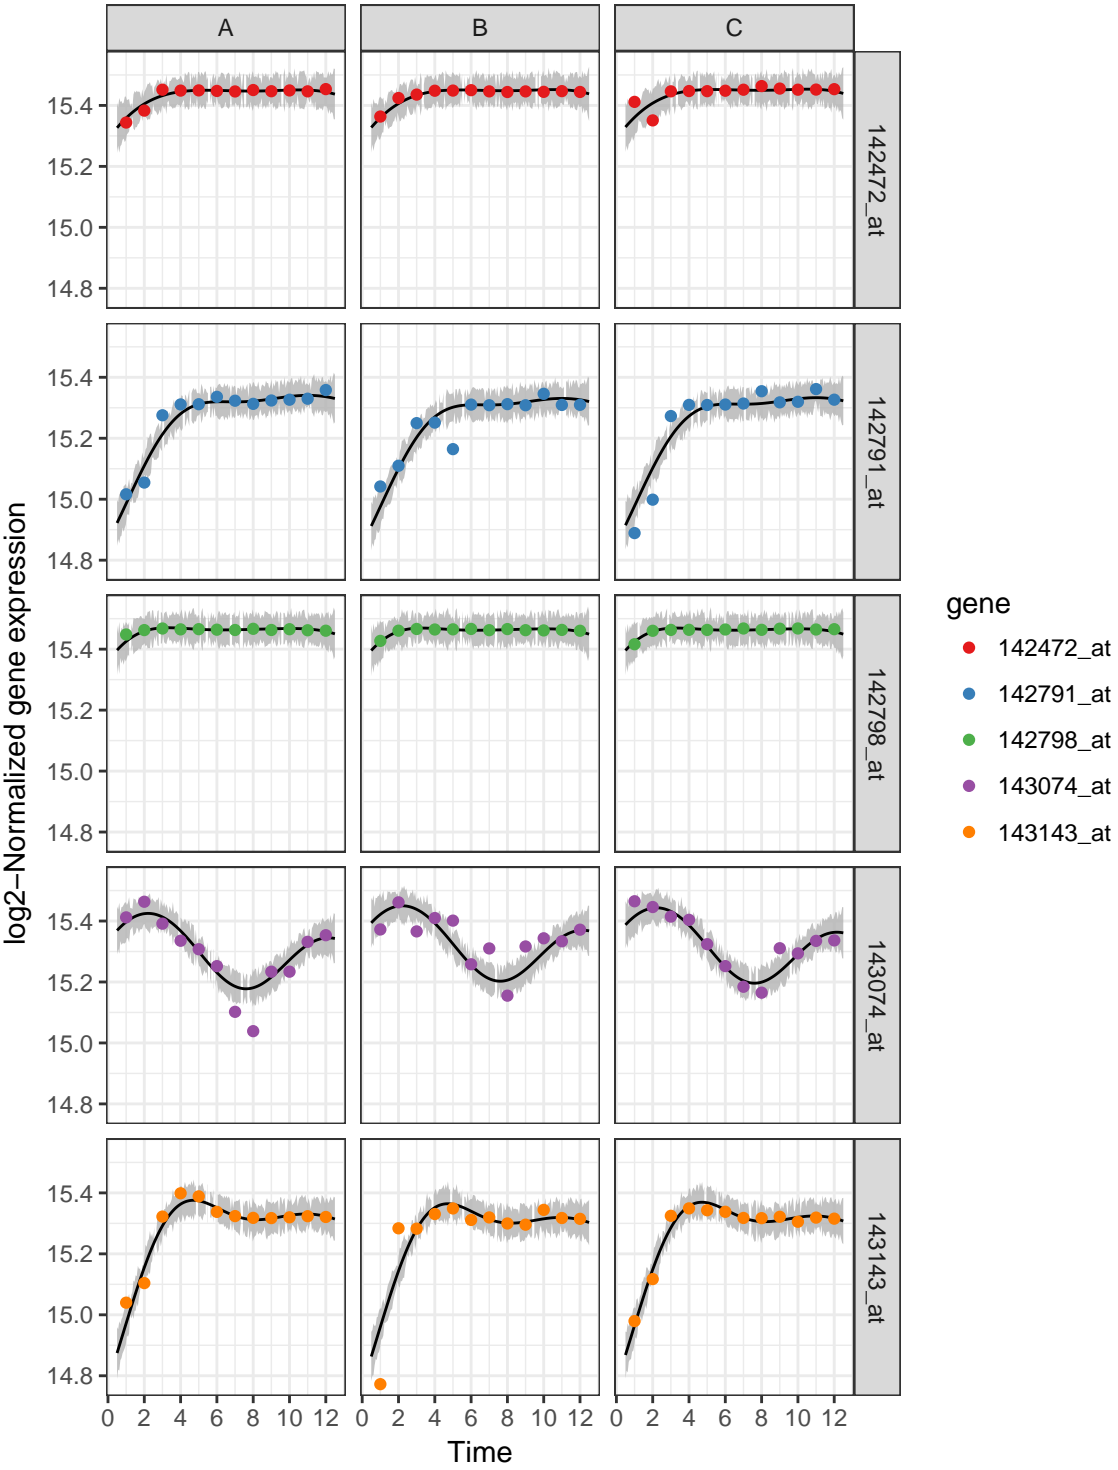 A B C
15.4
15.2
15.0
14.8
142472_at
15.4
15.2
15.0
14.8
142791_at
15.4
15.2
15.0
14.8
142798_at
15.4
15.2
15.0
14.8
143074_at
15.4
15.2
15.0
14.8
143143_at
0 2 4 6 8 10 12 0 2 4 6 8 10 12 0 2 4 6 8 10 12
Time
log2−Normalized gene expression
gene
142472_at
142791_at
142798_at
143074_at
143143_at